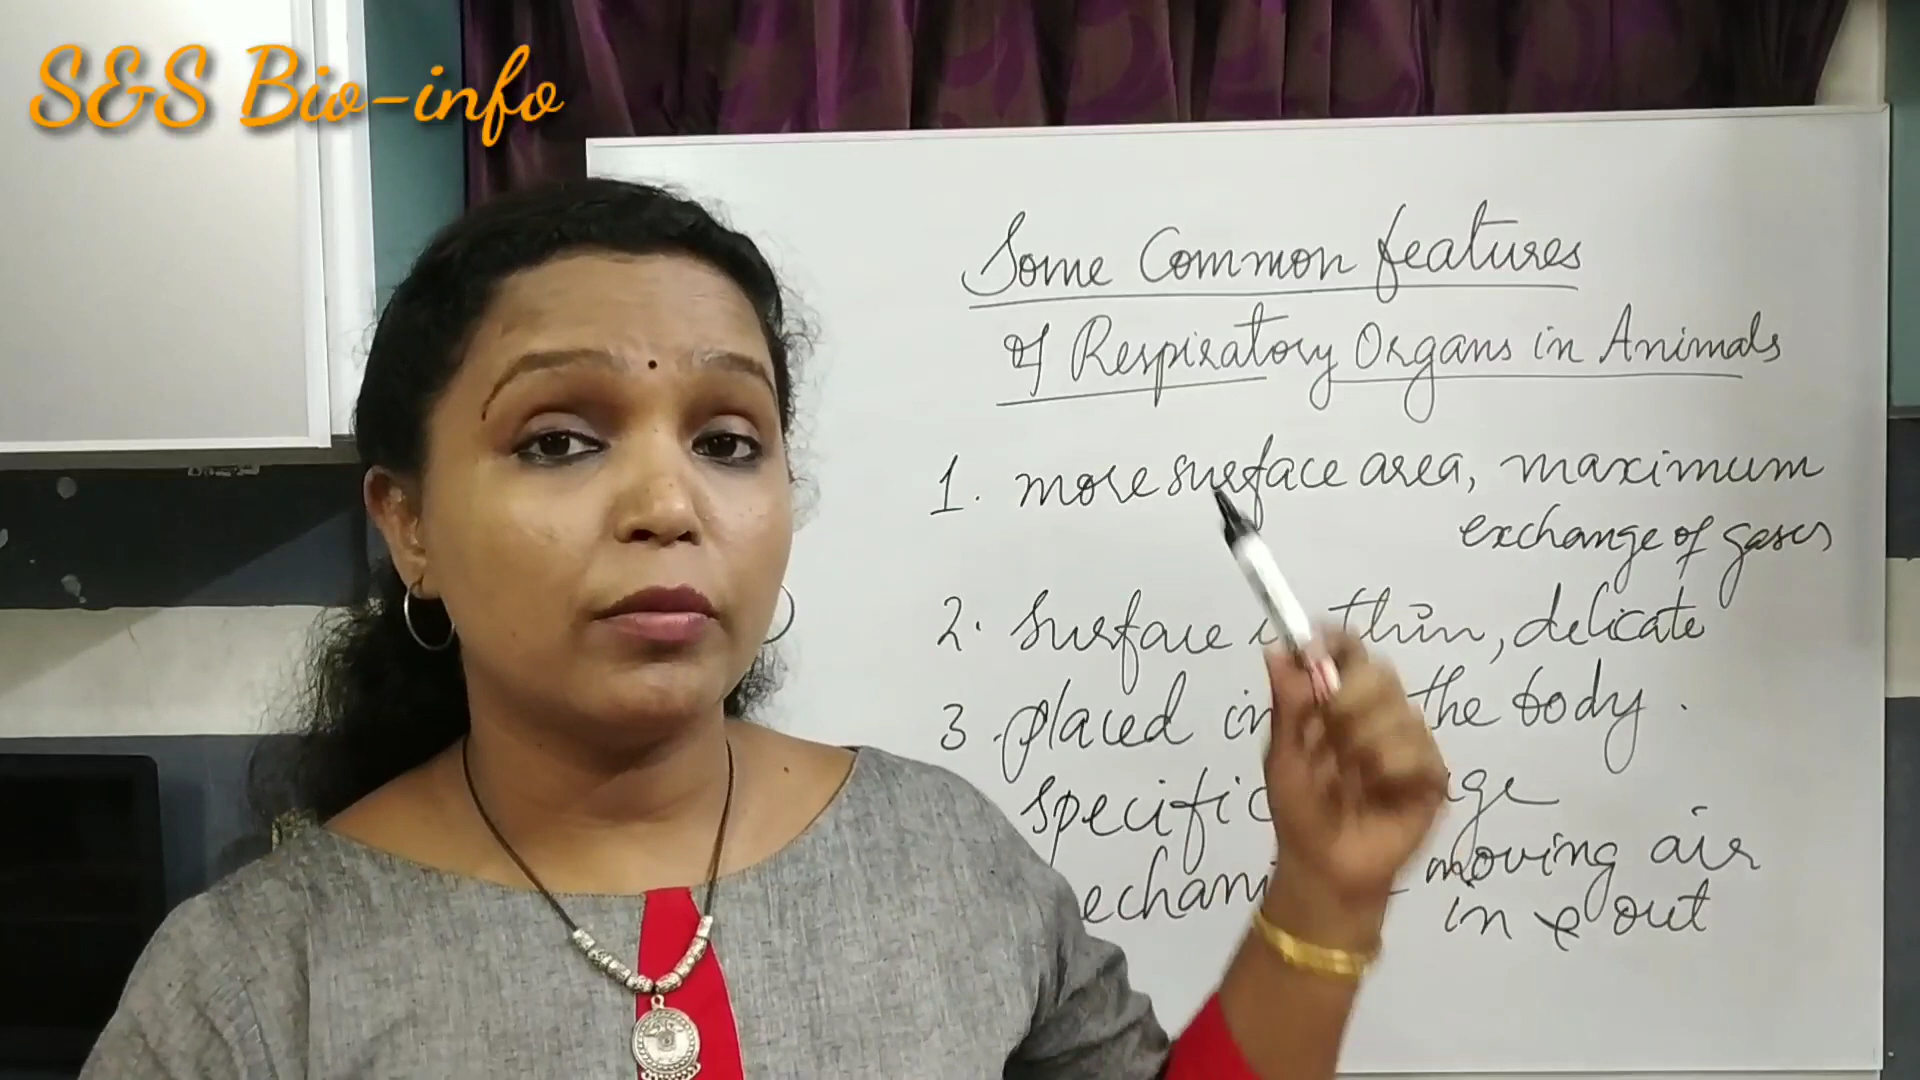 S&S Bio-info
Some Common features
of Respiratory Organs in Animals
1. more surface area, maximum
exchange of gases
2. Surface thin, delicate
3. placed the body.
specific
moving air
in & out